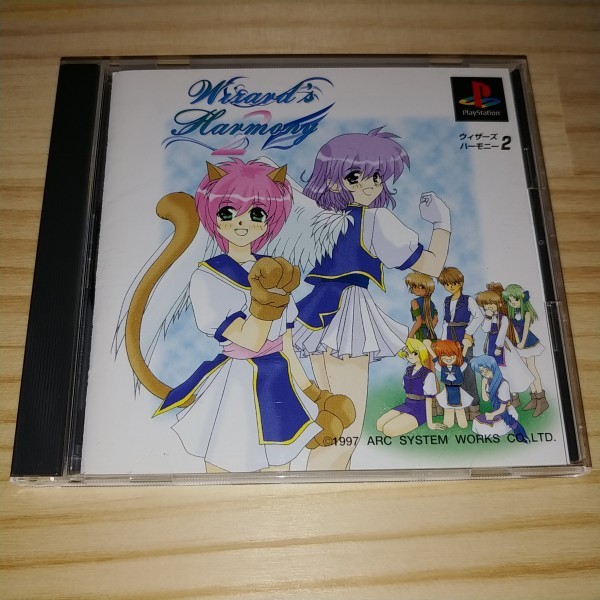 Wizard's
Harmony
2
PlayStation
ウィザーズ
ハーモニー2
©1997 ARC SYSTEM WORKS CO.,LTD.